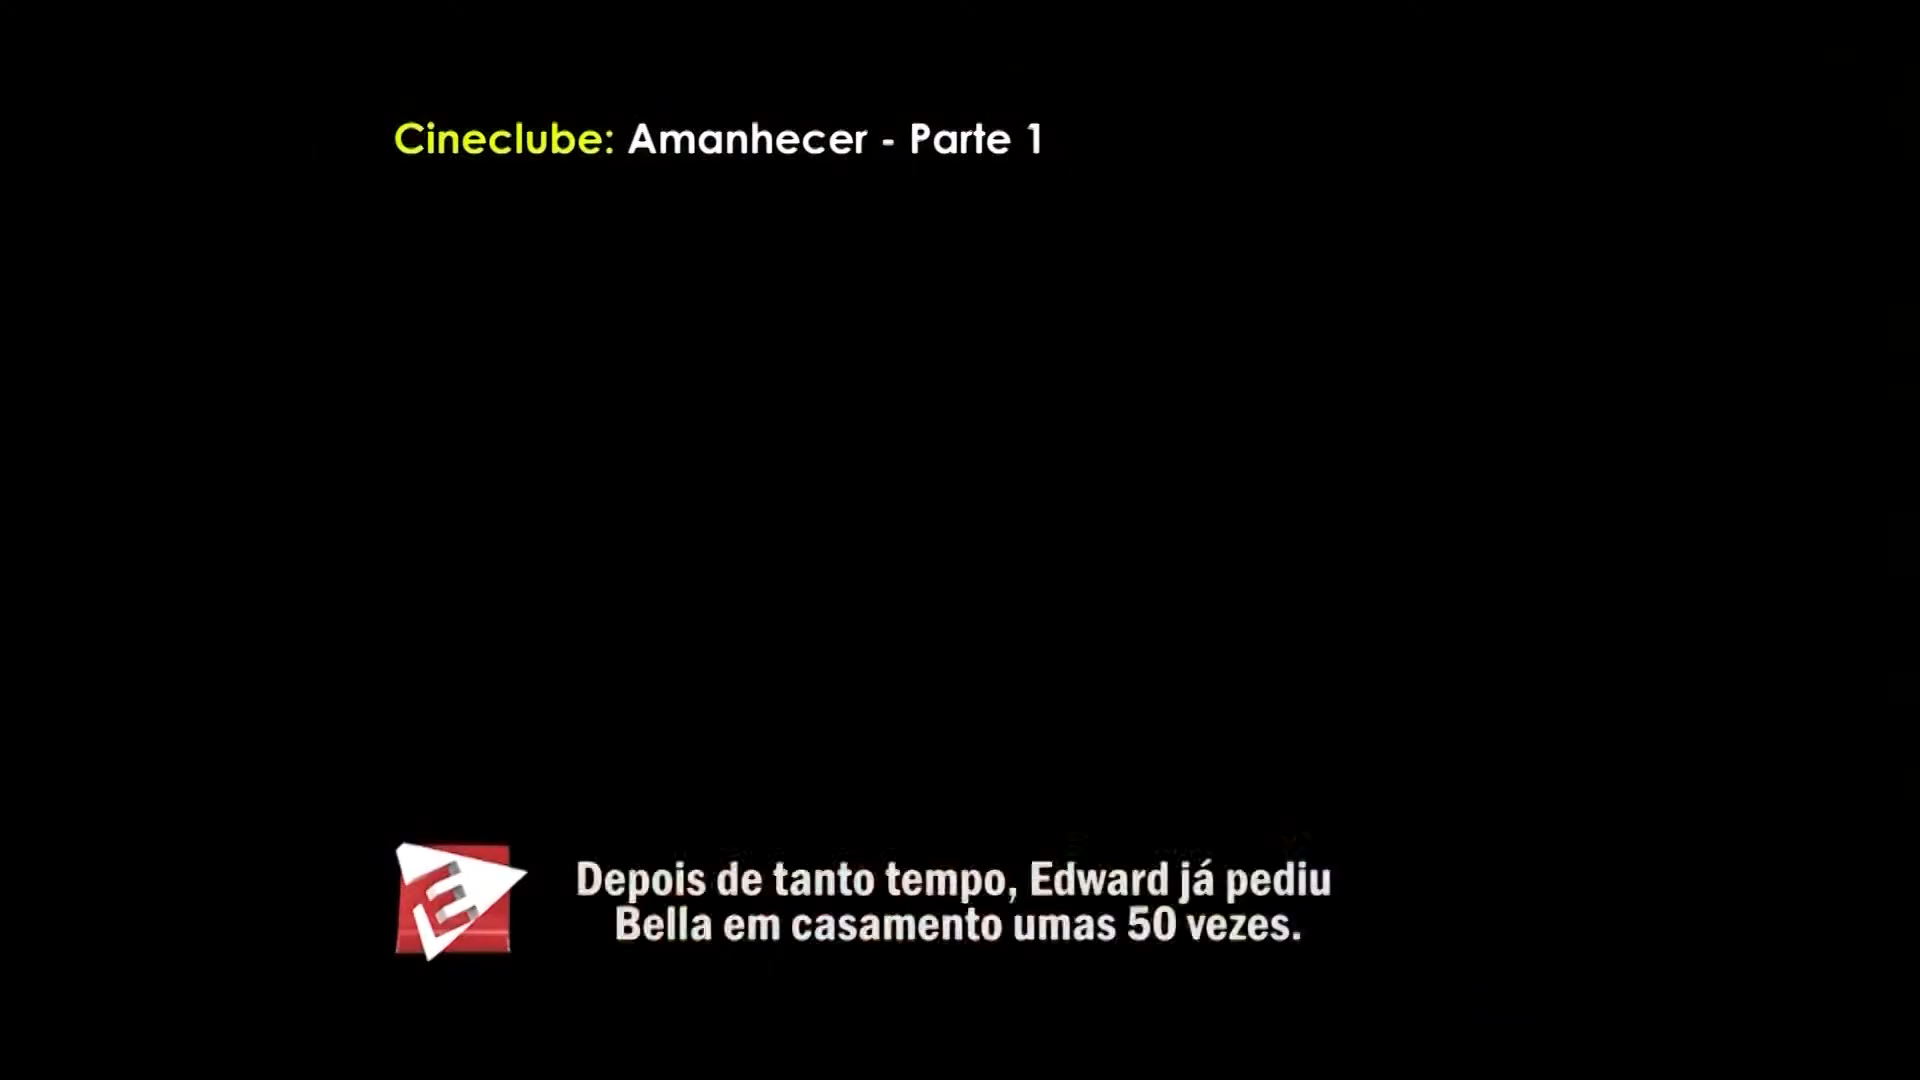 Cineclube: Amanhecer - Parte 1
E
Depois de tanto tempo, Edward já pediu
Bella em casamento umas 50 vezes.